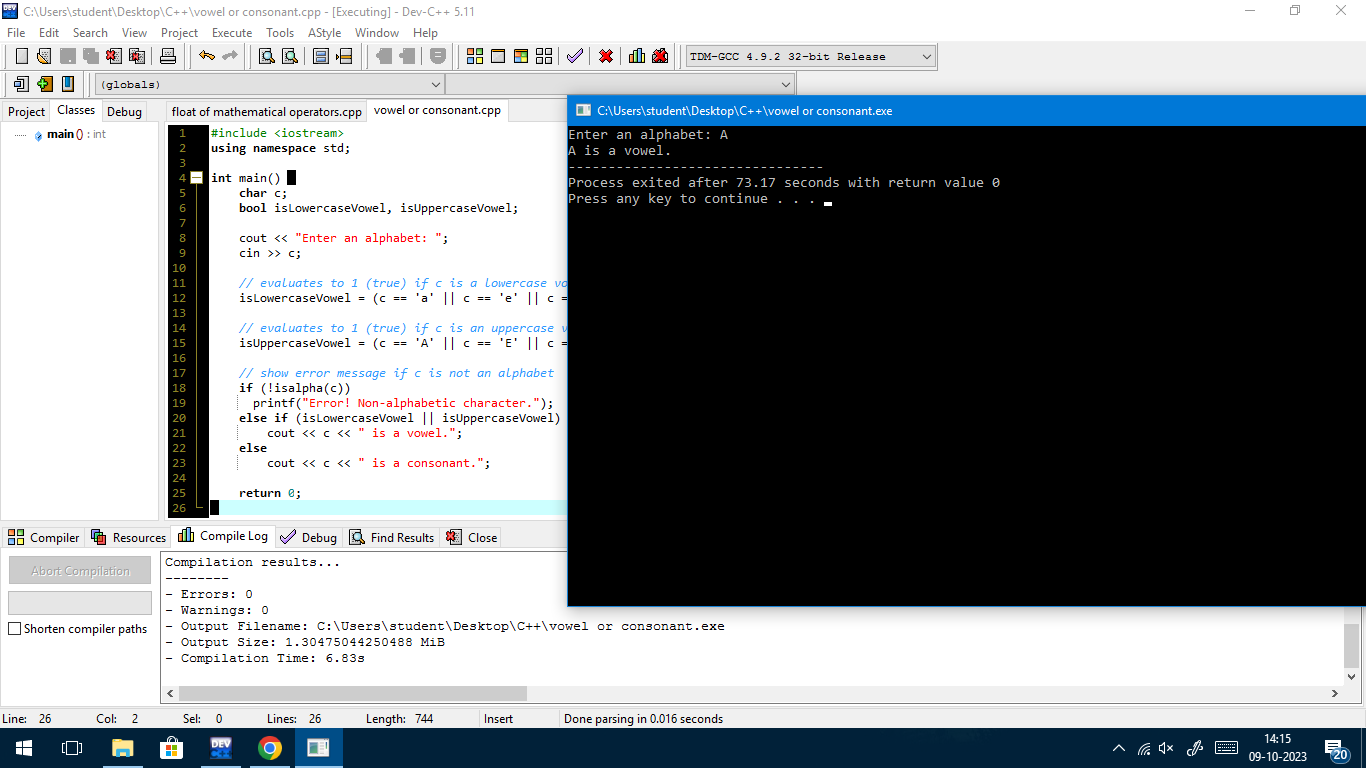 C:\Users\student\Desktop\C++\vowel or consonant.cpp - [Executing] - Dev-C++ 5.11
File Edit Search View Project Execute Tools AStyle Window Help
TDM-GCC 4.9.2 32-bit Release
(globals)
Project Classes Debug
main () : int
float of mathematical operators.cpp vowel or consonant.cpp
1 #include <iostream>
2 using namespace std;
3
4 int main()
5 char c;
6 bool isLowercaseVowel, isUppercaseVowel;
7
8 cout << "Enter an alphabet: ";
9 cin >> c;
10
11 // evaluates to 1 (true) if c is a lowercase vo
12 isLowercaseVowel = (c == 'a' || c == 'e' || c =
13
14 // evaluates to 1 (true) if c is an uppercase v
15 isUppercaseVowel = (c == 'A' || c == 'E' || c =
16
17 // show error message if c is not an alphabet
18 if (!isalpha(c))
19 printf("Error! Non-alphabetic character.");
20 else if (isLowercaseVowel || isUppercaseVowel)
21 cout << c << " is a vowel.";
22 else
23 cout << c << " is a consonant.";
24
25 return 0;
26
C:\Users\student\Desktop\C++\vowel or consonant.exe
Enter an alphabet: A
A is a vowel.
--------------------------------
Process exited after 73.17 seconds with return value 0
Press any key to continue . . .
Compiler Resources Compile Log Debug Find Results Close
Abort Compilation
Shorten compiler paths
Compilation results...
--------
- Errors: 0
- Warnings: 0
- Output Filename: C:\Users\student\Desktop\C++\vowel or consonant.exe
- Output Size: 1.30475044250488 MiB
- Compilation Time: 6.83s
Line: 26 Col: 2 Sel: 0 Lines: 26 Length: 744 Insert Done parsing in 0.016 seconds
DEV C++
14:15
09-10-2023
20